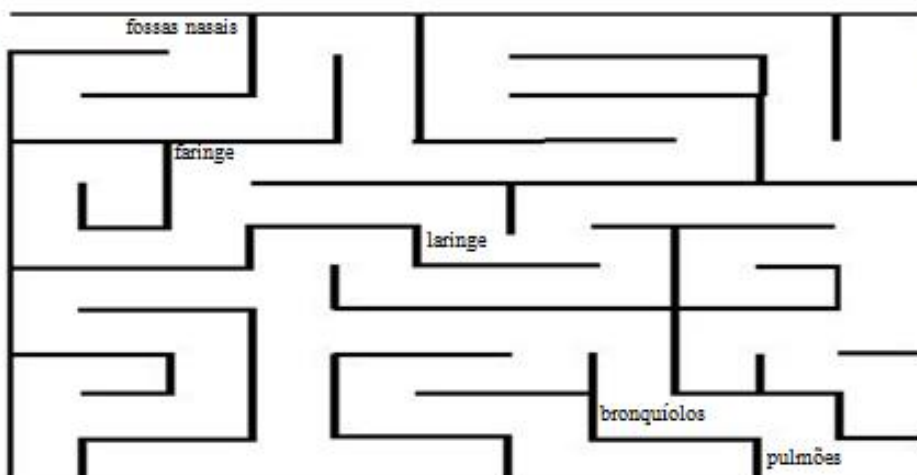 fossas nasais
faringe
laringe
bronquíolos
pulmões